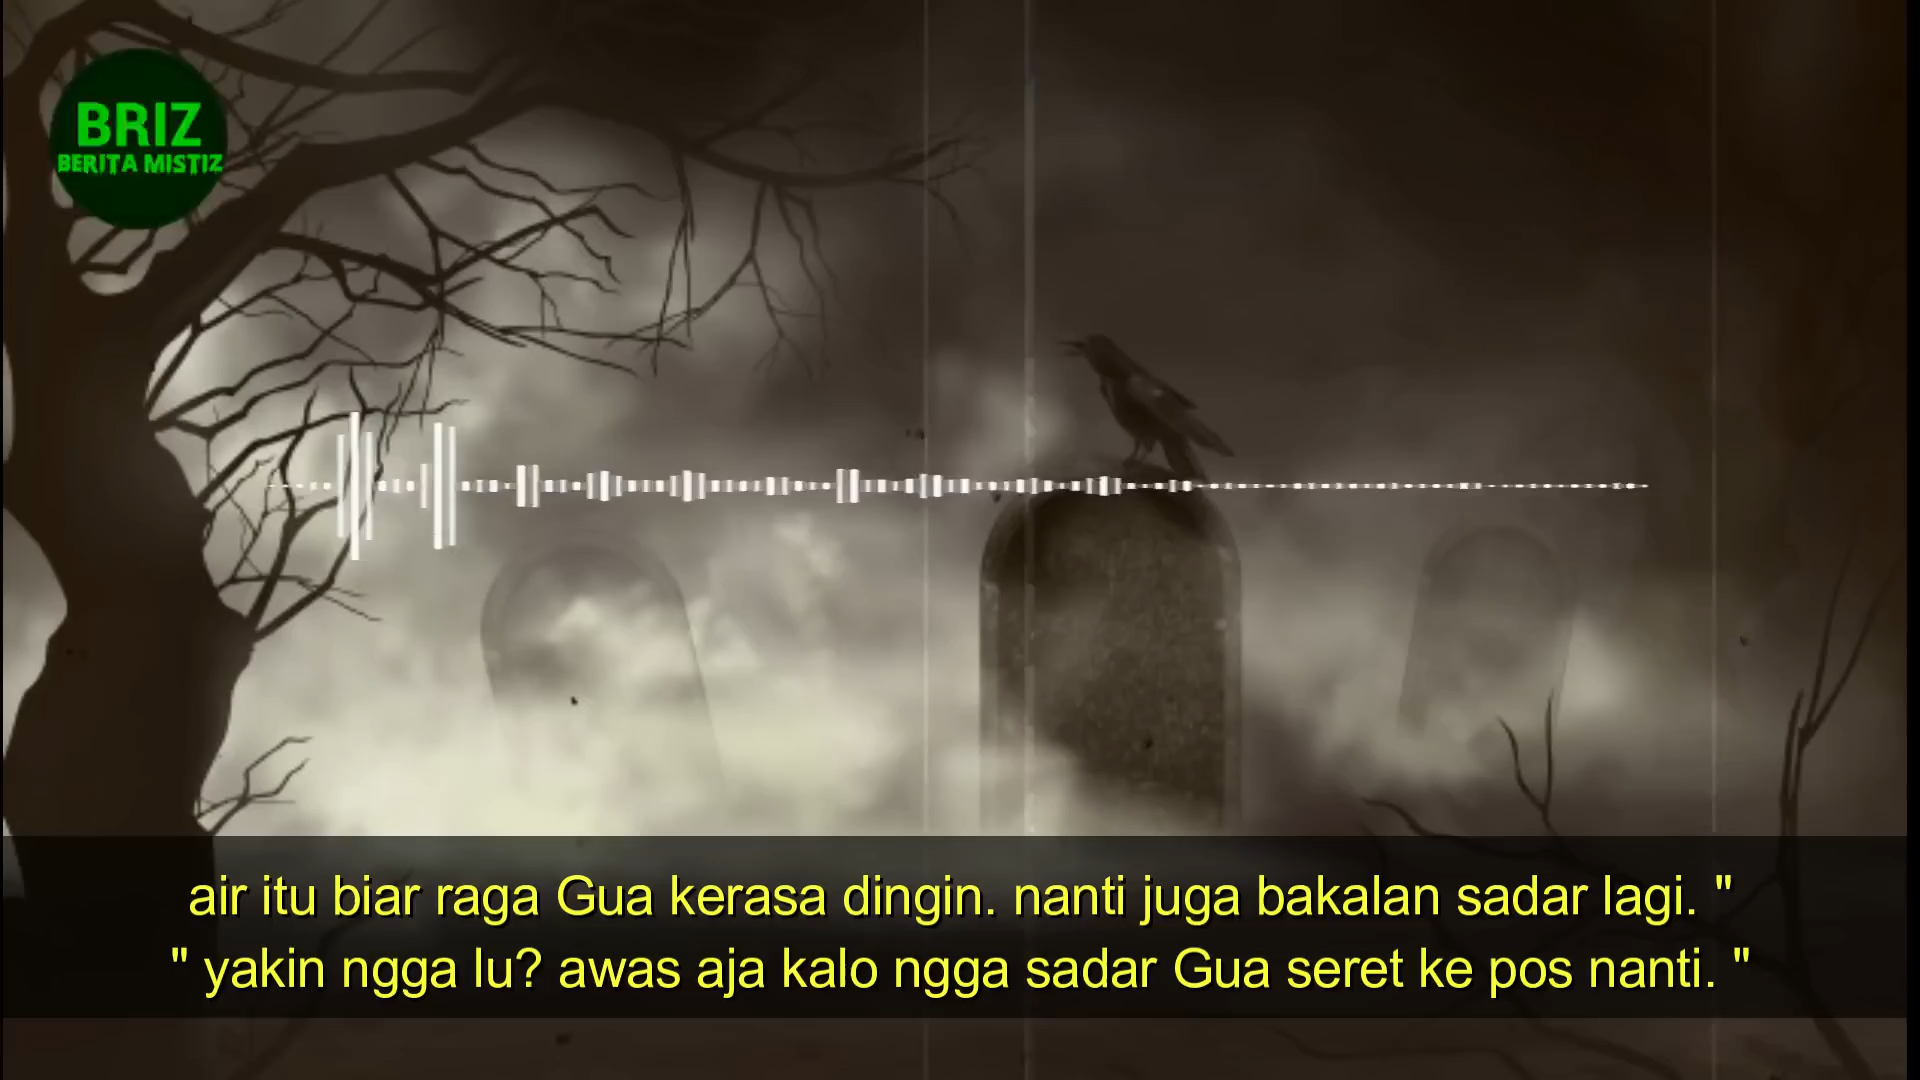 BRIZ
BERITA MISTIZ
air itu biar raga Gua kerasa dingin. nanti juga bakalan sadar lagi. "
" yakin ngga lu? awas aja kalo ngga sadar Gua seret ke pos nanti. "